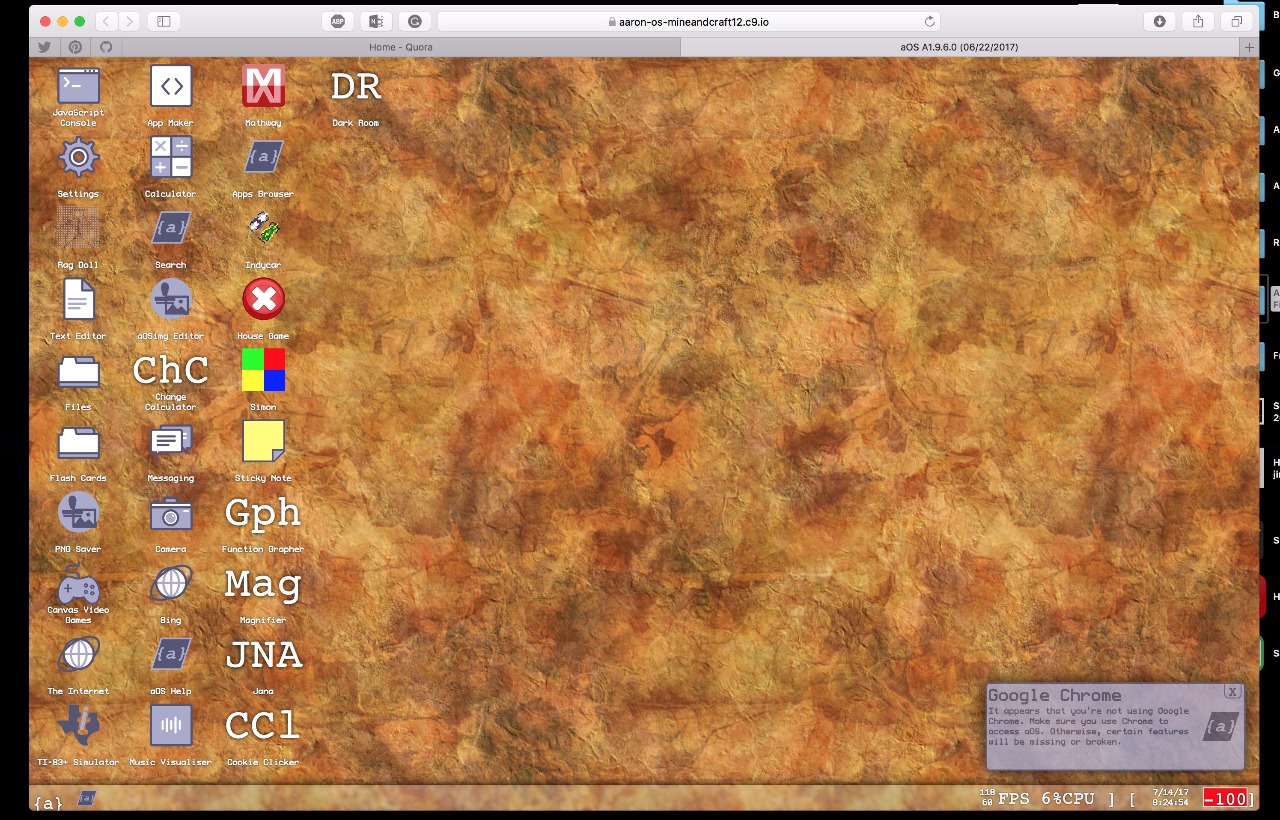 ABP
N
G
aaron-os-mineandcraft12.c9.io
Home - Quora
aOS A1.9.6.0 (06/22/2017)
JavaScript Console
App Maker
Mathway
DR
Dark Room
Settings
Calculator
{a}
Apps Browser
Rag Doll
{a}
Search
Indycar
Text Editor
aOSimg Editor
House Game
Files
ChC
Change Calculator
Simon
Flash Cards
Messaging
Sticky Note
PNG Saver
Camera
Gph
Function Grapher
Canvas Video Games
Bing
Mag
Magnifier
The Internet
{a}
aOS Help
JNA
Jana
TI-83+ Simulator
Music Visualiser
CCl
Cookie Clicker
Google Chrome
X
It appears that you're not using Google
Chrome. Make sure you use Chrome to
access aOS. Otherwise, certain features
will be missing or broken.
{a}
{a}
{a}
118
60
FPS 6%CPU ] [
7/14/17
8:24:54
-100]